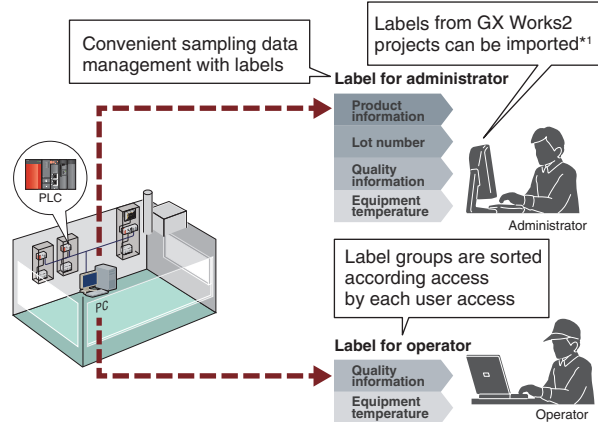 Convenient sampling data
management with labels
Labels from GX Works2
projects can be imported*1
Label for administrator
Product
information
Lot number
Quality
information
Equipment
temperature
Administrator
PLC
PC
Label groups are sorted
according access
by each user access
Label for operator
Quality
information
Equipment
temperature
Operator